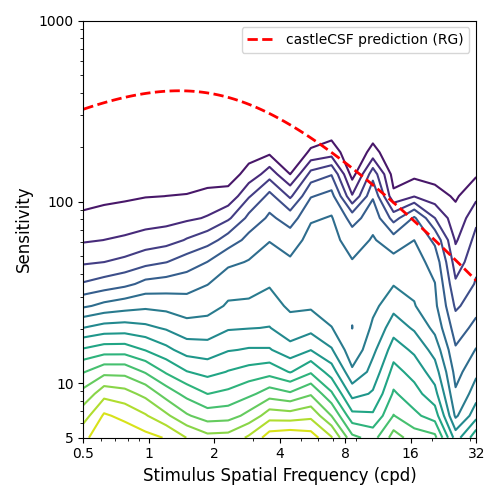 1000
castleCSF prediction (RG)
100
10
5
Sensitivity
0.5 1 2 4 8 16 32
Stimulus Spatial Frequency (cpd)